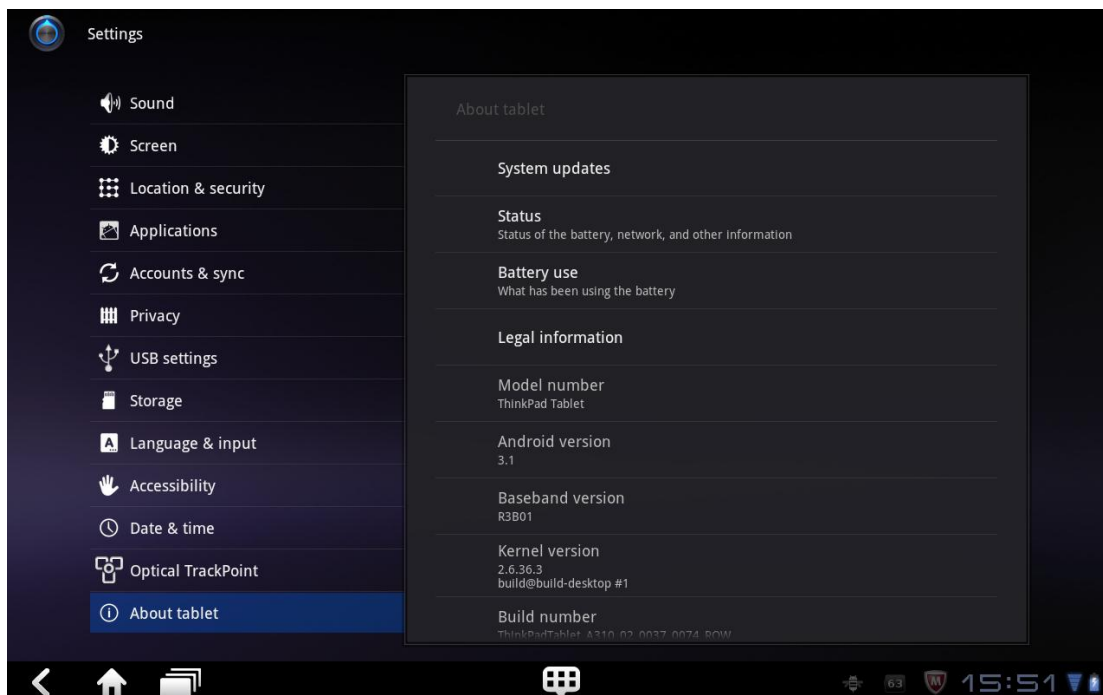 Settings
Sound
Screen
Location & security
Applications
Accounts & sync
Privacy
USB settings
Storage
Language & input
Accessibility
Date & time
Optical TrackPoint
About tablet
About tablet
System updates
Status
Status of the battery, network, and other information
Battery use
What has been using the battery
Legal information
Model number
ThinkPad Tablet
Android version
3.1
Baseband version
R3B01
Kernel version
2.6.36.3
build@build-desktop #1
Build number
ThinkPadTablet_A310_02_0037_0074_ROW
63
15:51